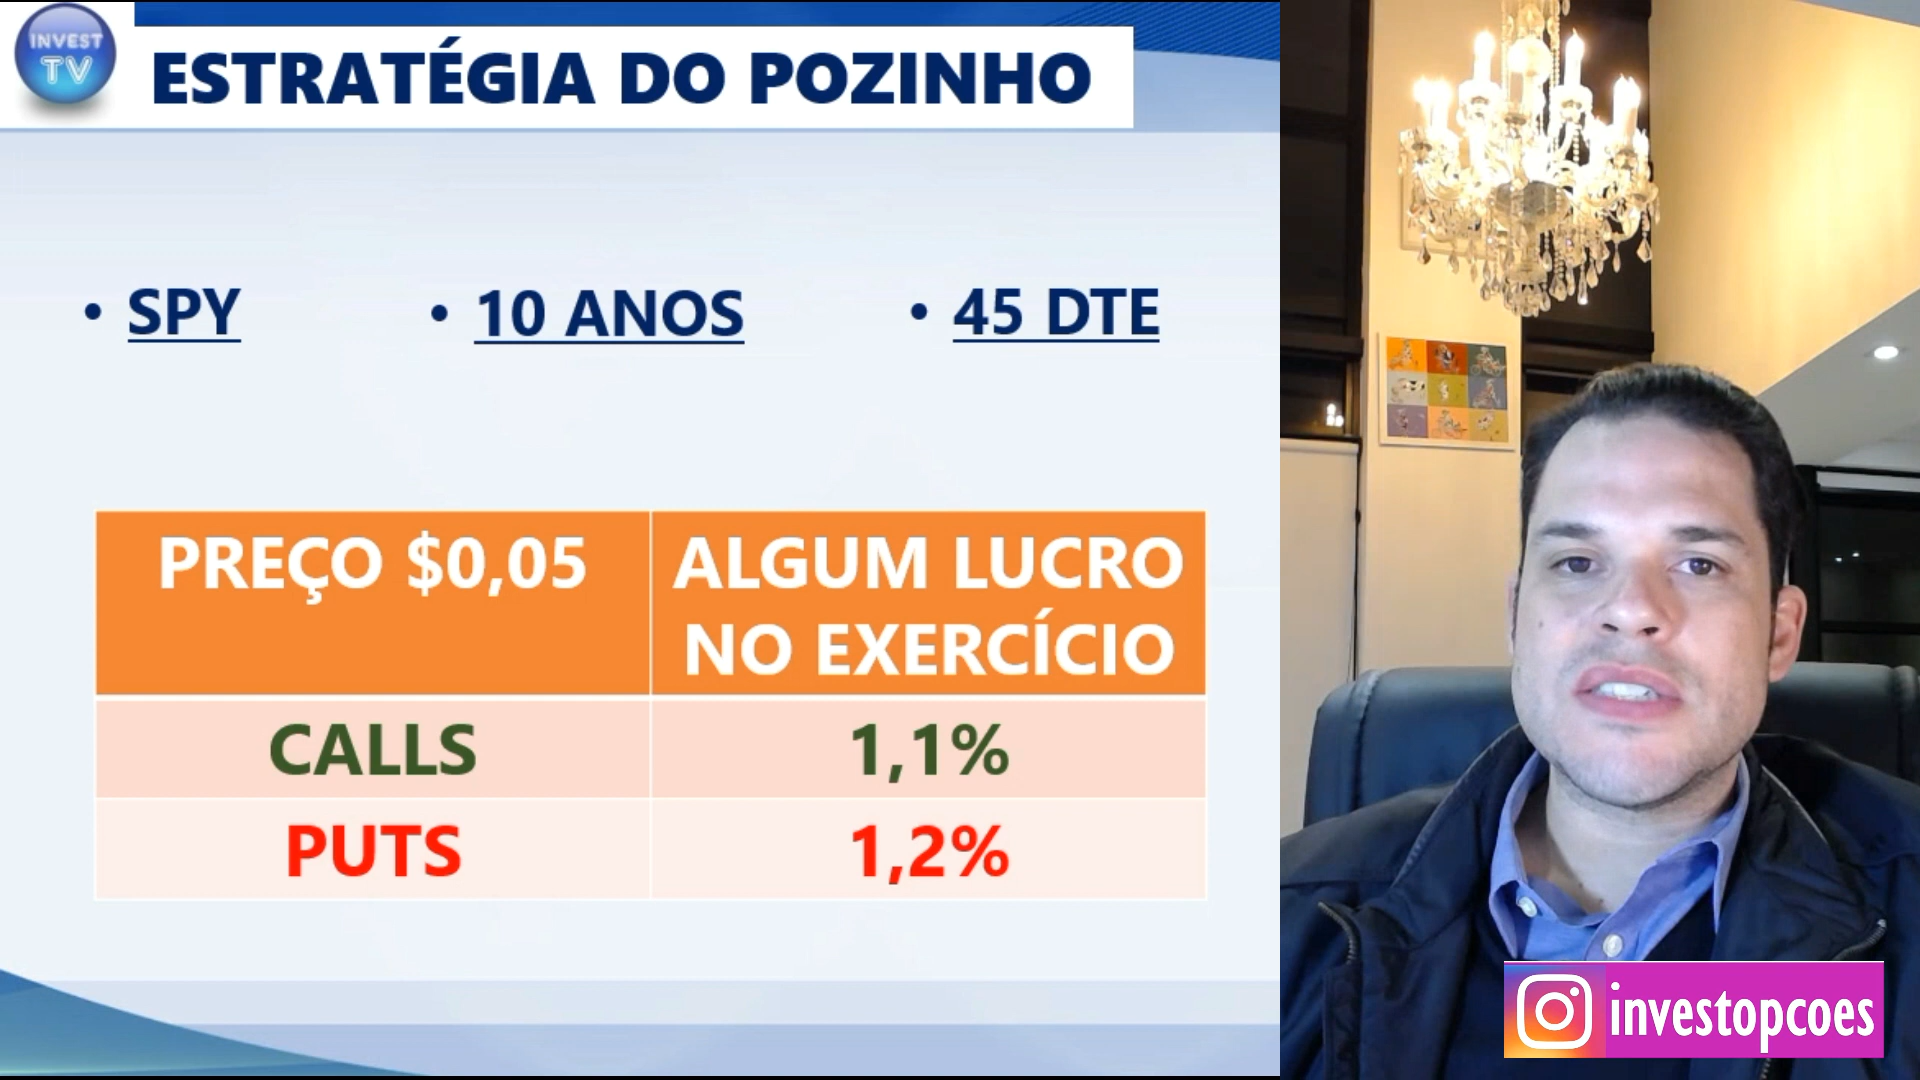 INVEST
TV
ESTRATÉGIA DO POZINHO
• SPY
• 10 ANOS
• 45 DTE
PREÇO $0,05
ALGUM LUCRO
NO EXERCÍCIO
CALLS
1,1%
PUTS
1,2%
investopcoes